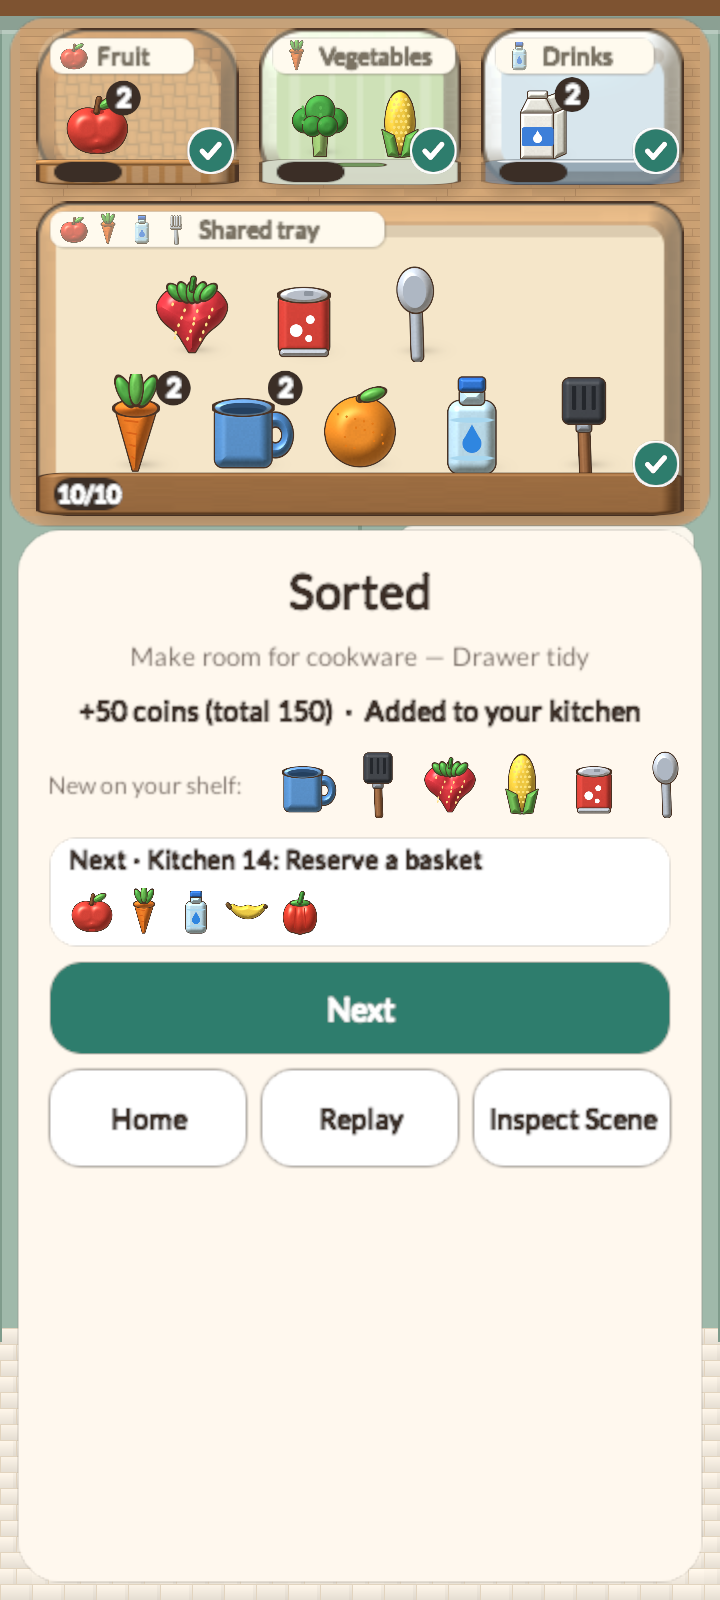 Fruit
Vegetables
Drinks
2
2
Shared tray
2
2
10/10
Sorted
Make room for cookware — Drawer tidy
+50 coins (total 150) · Added to your kitchen
New on your shelf:
Next · Kitchen 14: Reserve a basket
Next
Home
Replay
Inspect Scene